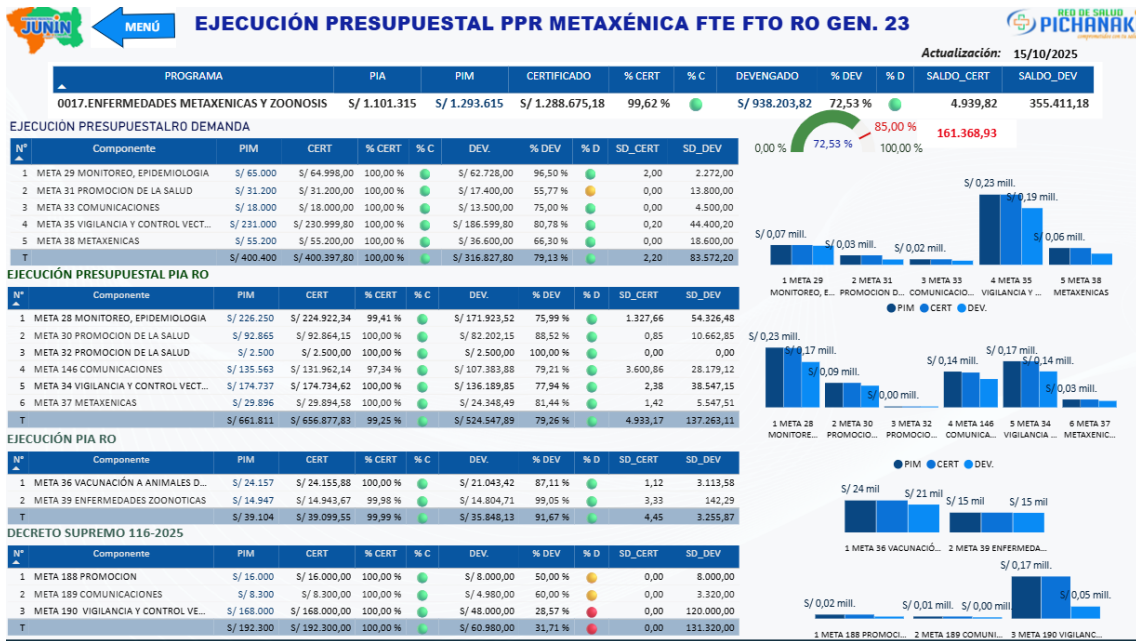 JUNÍN
MENÚ
EJECUCIÓN PRESUPUESTAL PPR METAXÉNICA FTE FTO RO GEN. 23
RED DE SALUD
PICHANAK
Actualización: 15/10/2025
PROGRAMA PIA PIM CERTIFICADO % CERT % C DEVENGADO % DEV % D SALDO_CERT SALDO_DEV
0017.ENFERMEDADES METAXENICAS Y ZOONOSIS S/ 1.101.315 S/ 1.293.615 S/ 1.288.675,18 99,62 % S/ 938.203,82 72,53 % 4.939,82 355.411,18
EJECUCIÓN PRESUPUESTALRO DEMANDA
0,00 % 72,53 % 85,00 % 100,00 % 161.368,93
N° Componente PIM CERT % CERT % C DEV. % DEV % D SD_CERT SD_DEV
1 META 29 MONITOREO, EPIDEMIOLOGIA S/ 65.000 S/ 64.998,00 100,00 % S/ 62.728,00 96,50 % 2,00 2.272,00
2 META 31 PROMOCION DE LA SALUD S/ 31.200 S/ 31.200,00 100,00 % S/ 17.400,00 55,77 % 0,00 13.800,00
3 META 33 COMUNICACIONES S/ 18.000 S/ 18.000,00 100,00 % S/ 13.500,00 75,00 % 0,00 4.500,00
4 META 35 VIGILANCIA Y CONTROL VECT... S/ 231.000 S/ 230.999,80 100,00 % S/ 186.599,80 80,78 % 0,20 44.400,20
5 META 38 METAXENICAS S/ 55.200 S/ 55.200,00 100,00 % S/ 36.600,00 66,30 % 0,00 18.600,00
T S/ 400.400 S/ 400.397,80 100,00 % S/ 316.827,80 79,13 % 2,20 83.572,20
S/ 0,07 mill. S/ 0,03 mill. S/ 0,02 mill. S/ 0,23 mill. S/ 0,19 mill. S/ 0,06 mill.
1 META 29 2 META 31 3 META 33 4 META 35 5 META 38
MONITOREO, E... PROMOCION D... COMUNICACIO... VIGILANCIA Y ... METAXENICAS
PIM CERT DEV.
EJECUCIÓN PRESUPUESTAL PIA RO
N° Componente PIM CERT % CERT % C DEV. % DEV % D SD_CERT SD_DEV
1 META 28 MONITOREO, EPIDEMIOLOGIA S/ 226.250 S/ 224.922,34 99,41 % S/ 171.923,52 75,99 % 1.327,66 54.326,48
2 META 30 PROMOCION DE LA SALUD S/ 92.865 S/ 92.864,15 100,00 % S/ 82.202,15 88,52 % 0,85 10.662,85
3 META 32 PROMOCION DE LA SALUD S/ 2.500 S/ 2.500,00 100,00 % S/ 2.500,00 100,00 % 0,00 0,00
4 META 146 COMUNICACIONES S/ 135.563 S/ 131.962,14 97,34 % S/ 107.383,88 79,21 % 3.600,86 28.179,12
5 META 34 VIGILANCIA Y CONTROL VECT... S/ 174.737 S/ 174.734,62 100,00 % S/ 136.189,85 77,94 % 2,38 38.547,15
6 META 37 METAXENICAS S/ 29.896 S/ 29.894,58 100,00 % S/ 24.348,49 81,44 % 1,42 5.547,51
T S/ 661.811 S/ 656.877,83 99,25 % S/ 524.547,89 79,26 % 4.933,17 137.263,11
S/ 0,23 mill. S/ 0,17 mill. S/ 0,09 mill. S/ 0,00 mill. S/ 0,14 mill. S/ 0,17 mill. S/ 0,14 mill. S/ 0,03 mill.
1 META 28 2 META 30 3 META 32 4 META 146 5 META 34 6 META 37
MONITORE... PROMOCIO... PROMOCIO... COMUNICA... VIGILANCIA ... METAXENIC...
PIM CERT DEV.
EJECUCIÓN PIA RO
N° Componente PIM CERT % CERT % C DEV. % DEV % D SD_CERT SD_DEV
1 META 36 VACUNACIÓN A ANIMALES D... S/ 24.157 S/ 24.155,88 100,00 % S/ 21.043,42 87,11 % 1,12 3.113,58
2 META 39 ENFERMEDADES ZOONOTICAS S/ 14.947 S/ 14.943,67 99,98 % S/ 14.804,71 99,05 % 3,33 142,29
T S/ 39.104 S/ 39.099,55 99,99 % S/ 35.848,13 91,67 % 4,45 3.255,87
S/ 24 mil S/ 21 mil S/ 15 mil S/ 15 mil
1 META 36 VACUNACIÓ... 2 META 39 ENFERMEDA...
DECRETO SUPREMO 116-2025
N° Componente PIM CERT % CERT % C DEV. % DEV % D SD_CERT SD_DEV
1 META 188 PROMOCION S/ 16.000 S/ 16.000,00 100,00 % S/ 8.000,00 50,00 % 0,00 8.000,00
2 META 189 COMUNICACIONES S/ 8.300 S/ 8.300,00 100,00 % S/ 4.980,00 60,00 % 0,00 3.320,00
3 META 190 VIGILANCIA Y CONTROL VE... S/ 168.000 S/ 168.000,00 100,00 % S/ 48.000,00 28,57 % 0,00 120.000,00
T S/ 192.300 S/ 192.300,00 100,00 % S/ 60.980,00 31,71 % 0,00 131.320,00
S/ 0,02 mill. S/ 0,01 mill. S/ 0,00 mill. S/ 0,17 mill. S/ 0,05 mill.
1 META 188 PROMOCI... 2 META 189 COMUNI... 3 META 190 VIGILANC...